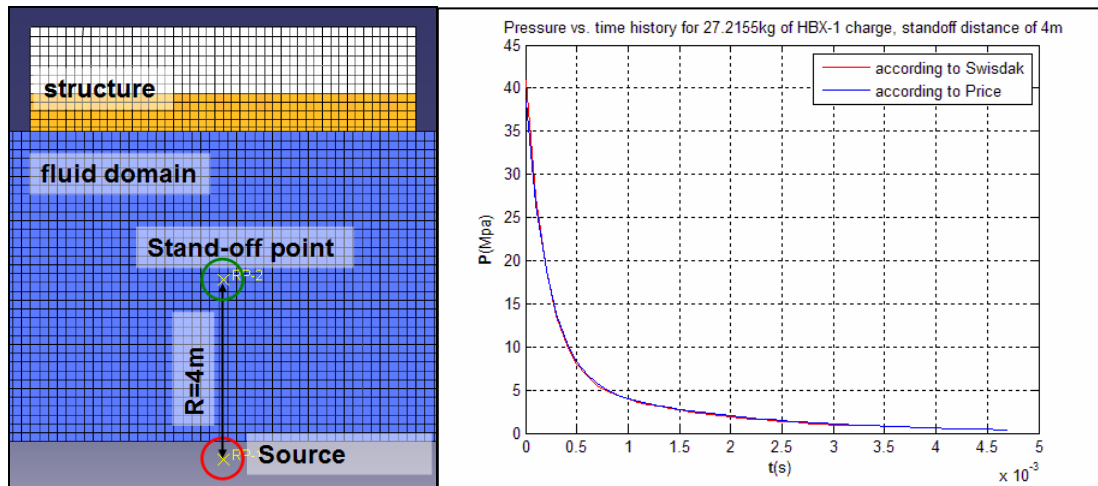 structure
fluid domain
Stand-off point
RP-2
R=4m
RP-1
Source
Pressure vs. time history for 27.2155kg of HBX-1 charge, standoff distance of 4m
according to Swisdak
according to Price
P(Mpa)
45
40
35
30
25
20
15
10
5
0
0 0.5 1 1.5 2 2.5 3 3.5 4 4.5 5
t(s)
x 10⁻³